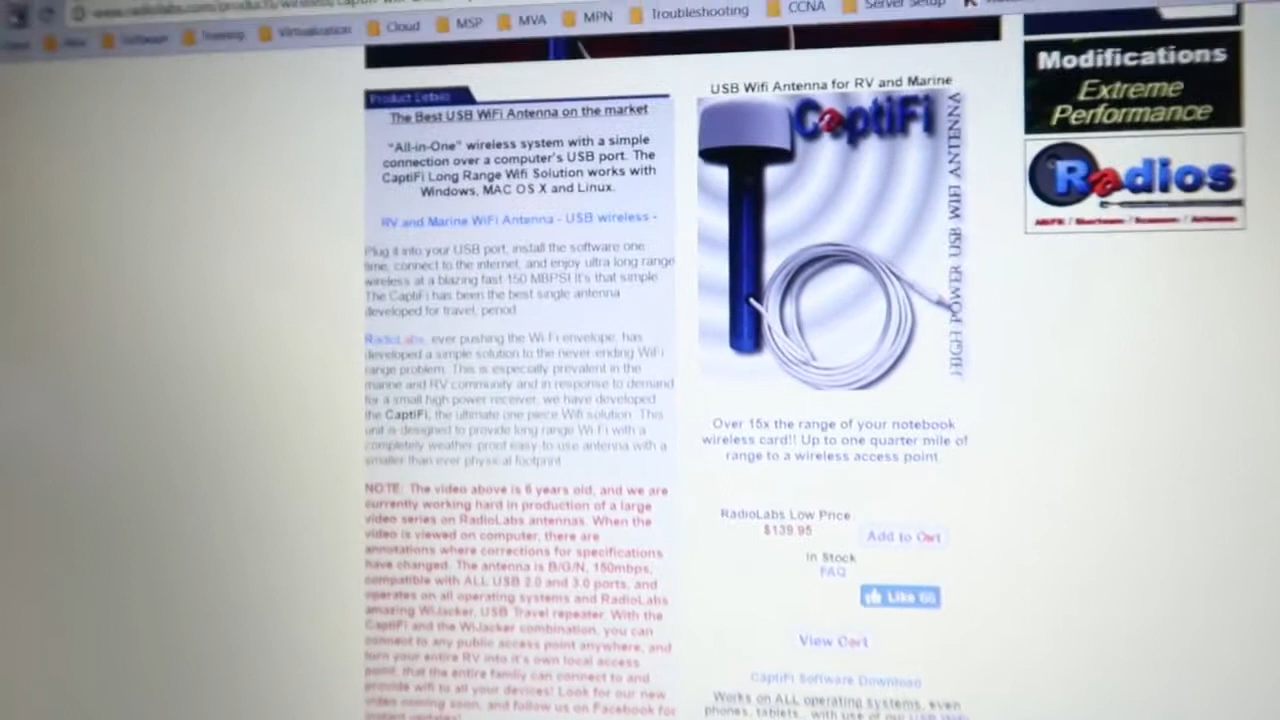 www.radiolabs.com/products/wireless/
Cloud
MSP
MVA
MPN
Troubleshooting
CCNA
Server Setup
Training
Virtualization
Product Details
The Best USB WiFi Antenna on the market
"All-in-One" wireless system with a simple
connection over a computer's USB port. The
CaptiFi Long Range Wifi Solution works with
Windows, MAC OS X and Linux.
RV and Marine WiFi Antenna - USB wireless -
Plug it into your USB port, install the software one
time, connect to the internet, and enjoy ultra long range
wireless at a blazing fast 150 MBPS! It's that simple.
The CaptiFi has been the best single antenna
developed for travel, period
RadioLabs, ever pushing the Wi Fi envelope, has
developed a simple solution to the never ending WiFi
range problem. This is especially prevalent in the
marine and RV community and in response to demand
for a small high power receiver, we have developed
the CaptiFi, the ultimate one piece Wifi solution. This
unit is designed to provide long range Wi Fi with a
completely weather proof easy to use antenna with a
smaller than ever physical footprint
NOTE: The video above is 6 years old, and we are
currently working hard in production of a large
video series on RadioLabs antennas. When the
video is viewed on computer, there are
annotations where corrections for specifications
have changed. The antenna is B/G/N, 150mbps,
compatible with ALL USB 2.0 and 3.0 ports, and
operates on all operating systems and RadioLabs
amazing WiJacker, USB Travel repeater. With the
CaptiFi and the WiJacker combination, you can
connect to any public access point anywhere, and
turn your entire RV into it's own local access
point, that the entire family can connect to and
provide wifi to all your devices! Look for our new
video coming soon, and follow us on Facebook for
instant updates!
USB Wifi Antenna for RV and Marine
CaptiFi
HIGH POWER USB WIFI ANTENNA
Over 15x the range of your notebook
wireless card!! Up to one quarter mile of
range to a wireless access point
RadioLabs Low Price
$139.95
Add to Cart
In Stock
FAQ
Like 66
View Cart
CaptiFi Software Download
Works on ALL operating systems, even
phones, tablets.. with use of our USB WiFi
Modifications
Extreme
Performance
Radios